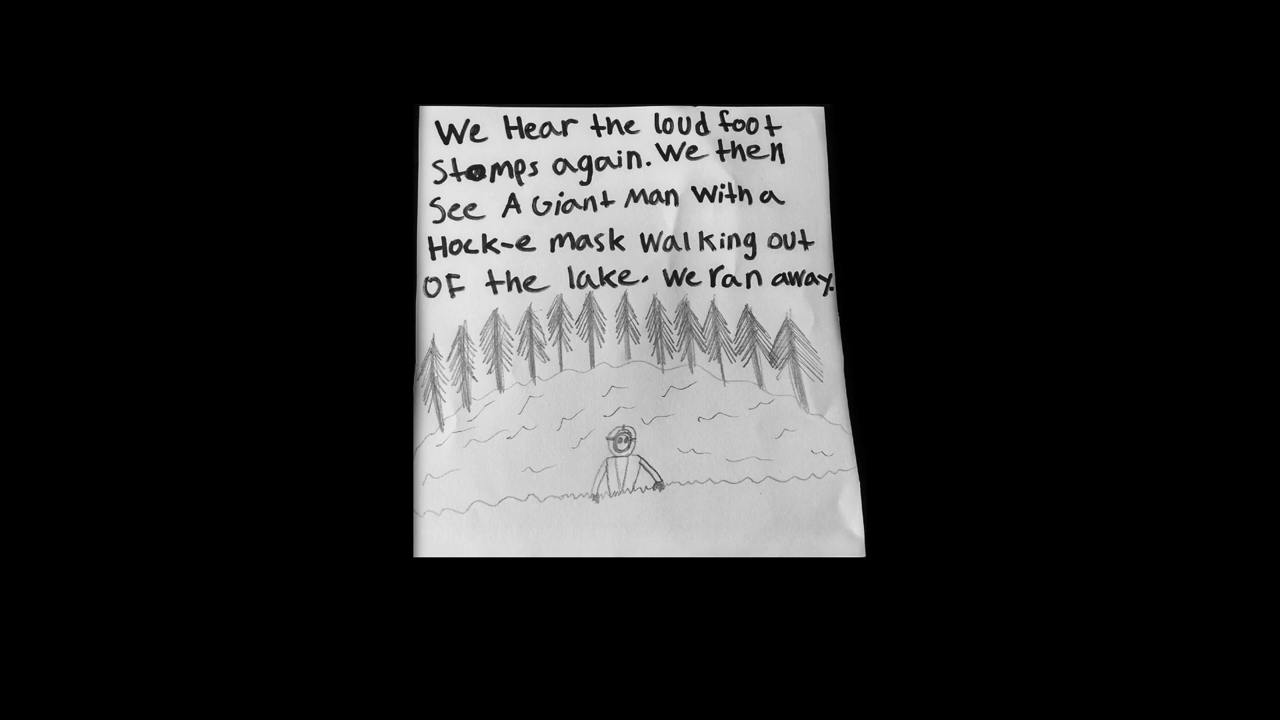 We Hear the loud foot
Stomps again. We then
See A Giant Man With a
Hock-e mask Walking out
OF the lake. We ran away.